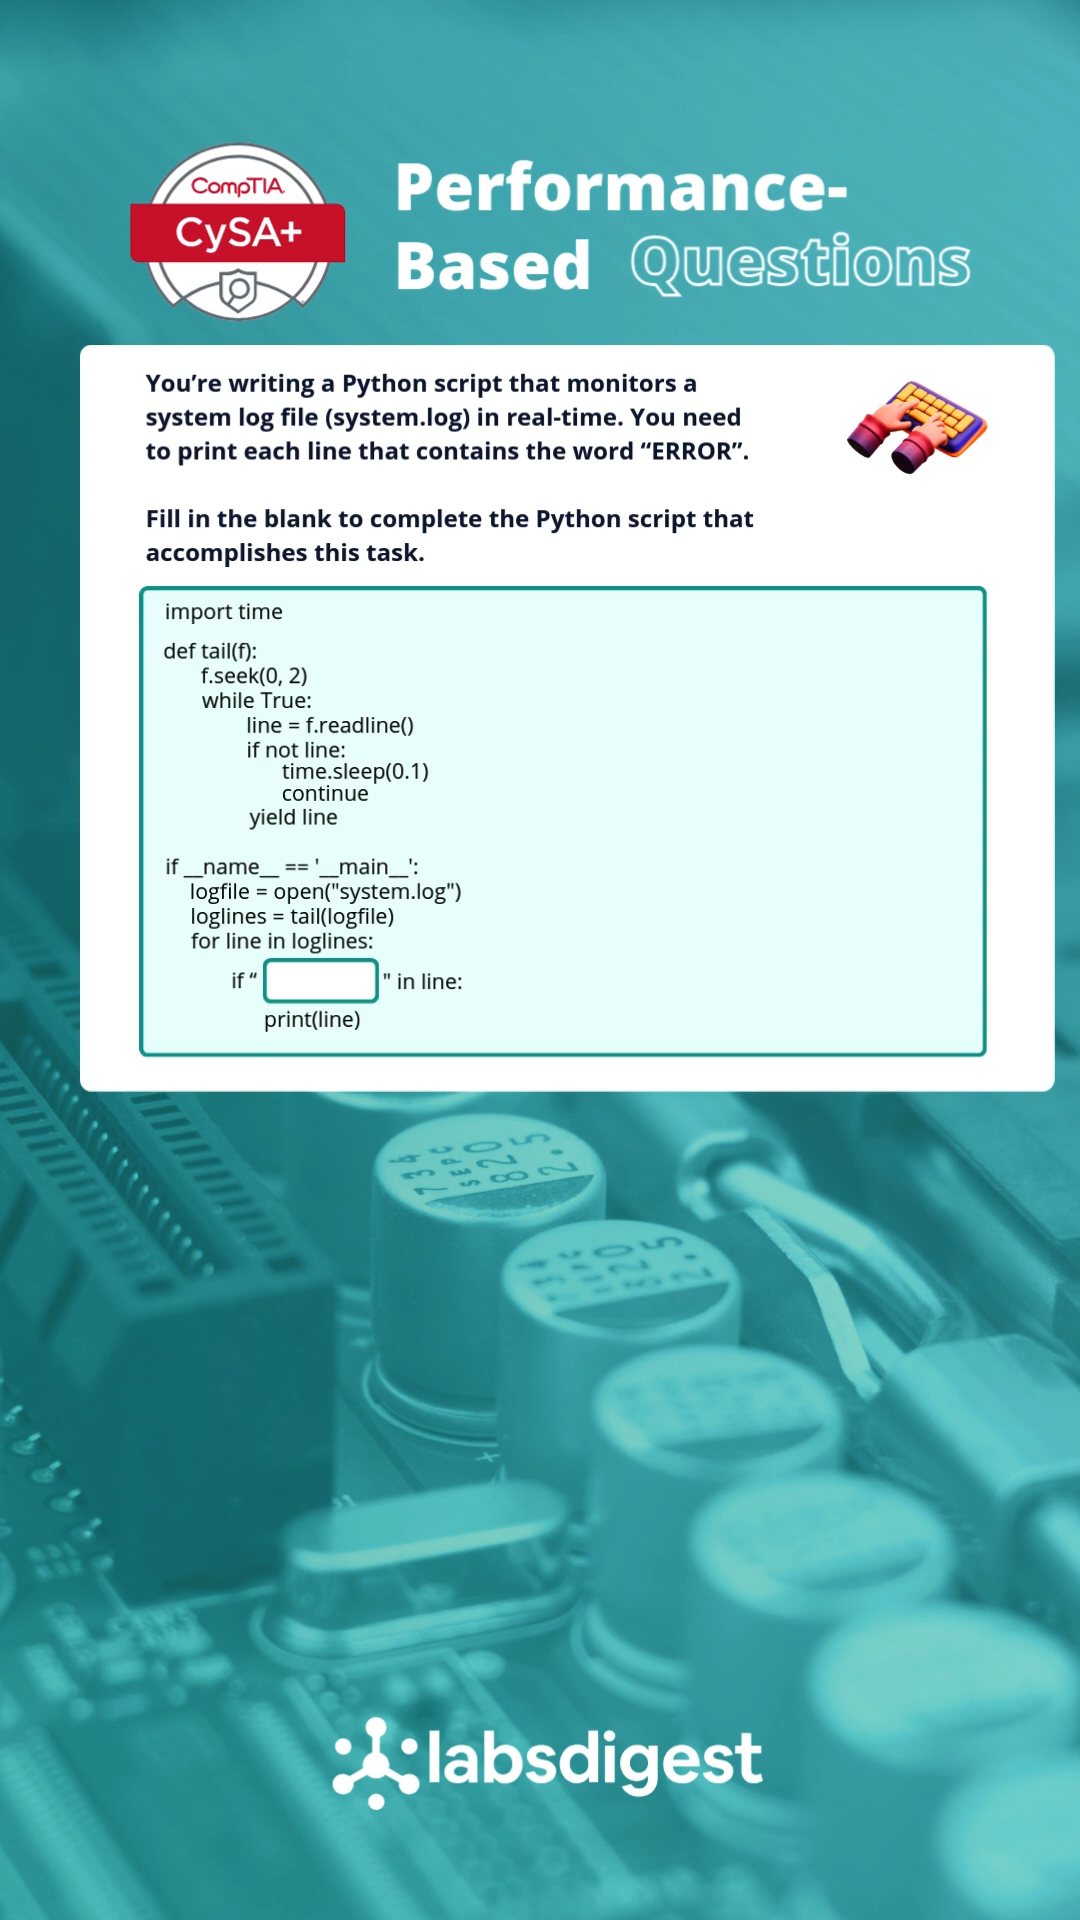 CompTIA.
CySA+
Performance-
Based Questions
You’re writing a Python script that monitors a
system log file (system.log) in real-time. You need
to print each line that contains the word “ERROR”.
Fill in the blank to complete the Python script that
accomplishes this task.
import time
def tail(f):
f.seek(0, 2)
while True:
line = f.readline()
if not line:
time.sleep(0.1)
continue
yield line
if __name__ == '__main__':
logfile = open("system.log")
loglines = tail(logfile)
for line in loglines:
if “ " in line:
print(line)
labsdigest